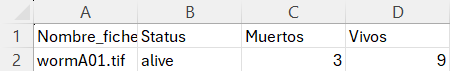 A B C D
1 Nombre_fiche Status Muertos Vivos
2 wormA01.tif alive 3 9